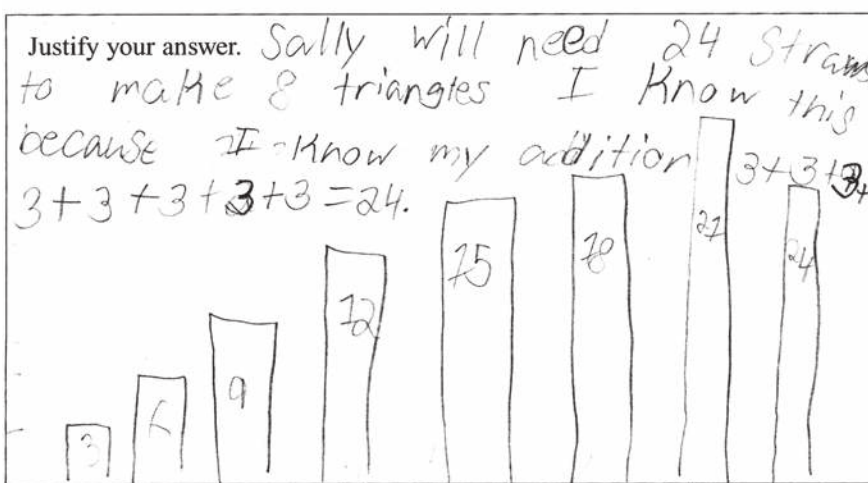 Justify your answer. Sally will need 24 straws
to make 8 triangles I Know this
because I Know my addition 3+3+3+
3+3+3+3+3=24.
3 6 9 12 15 18 21 24